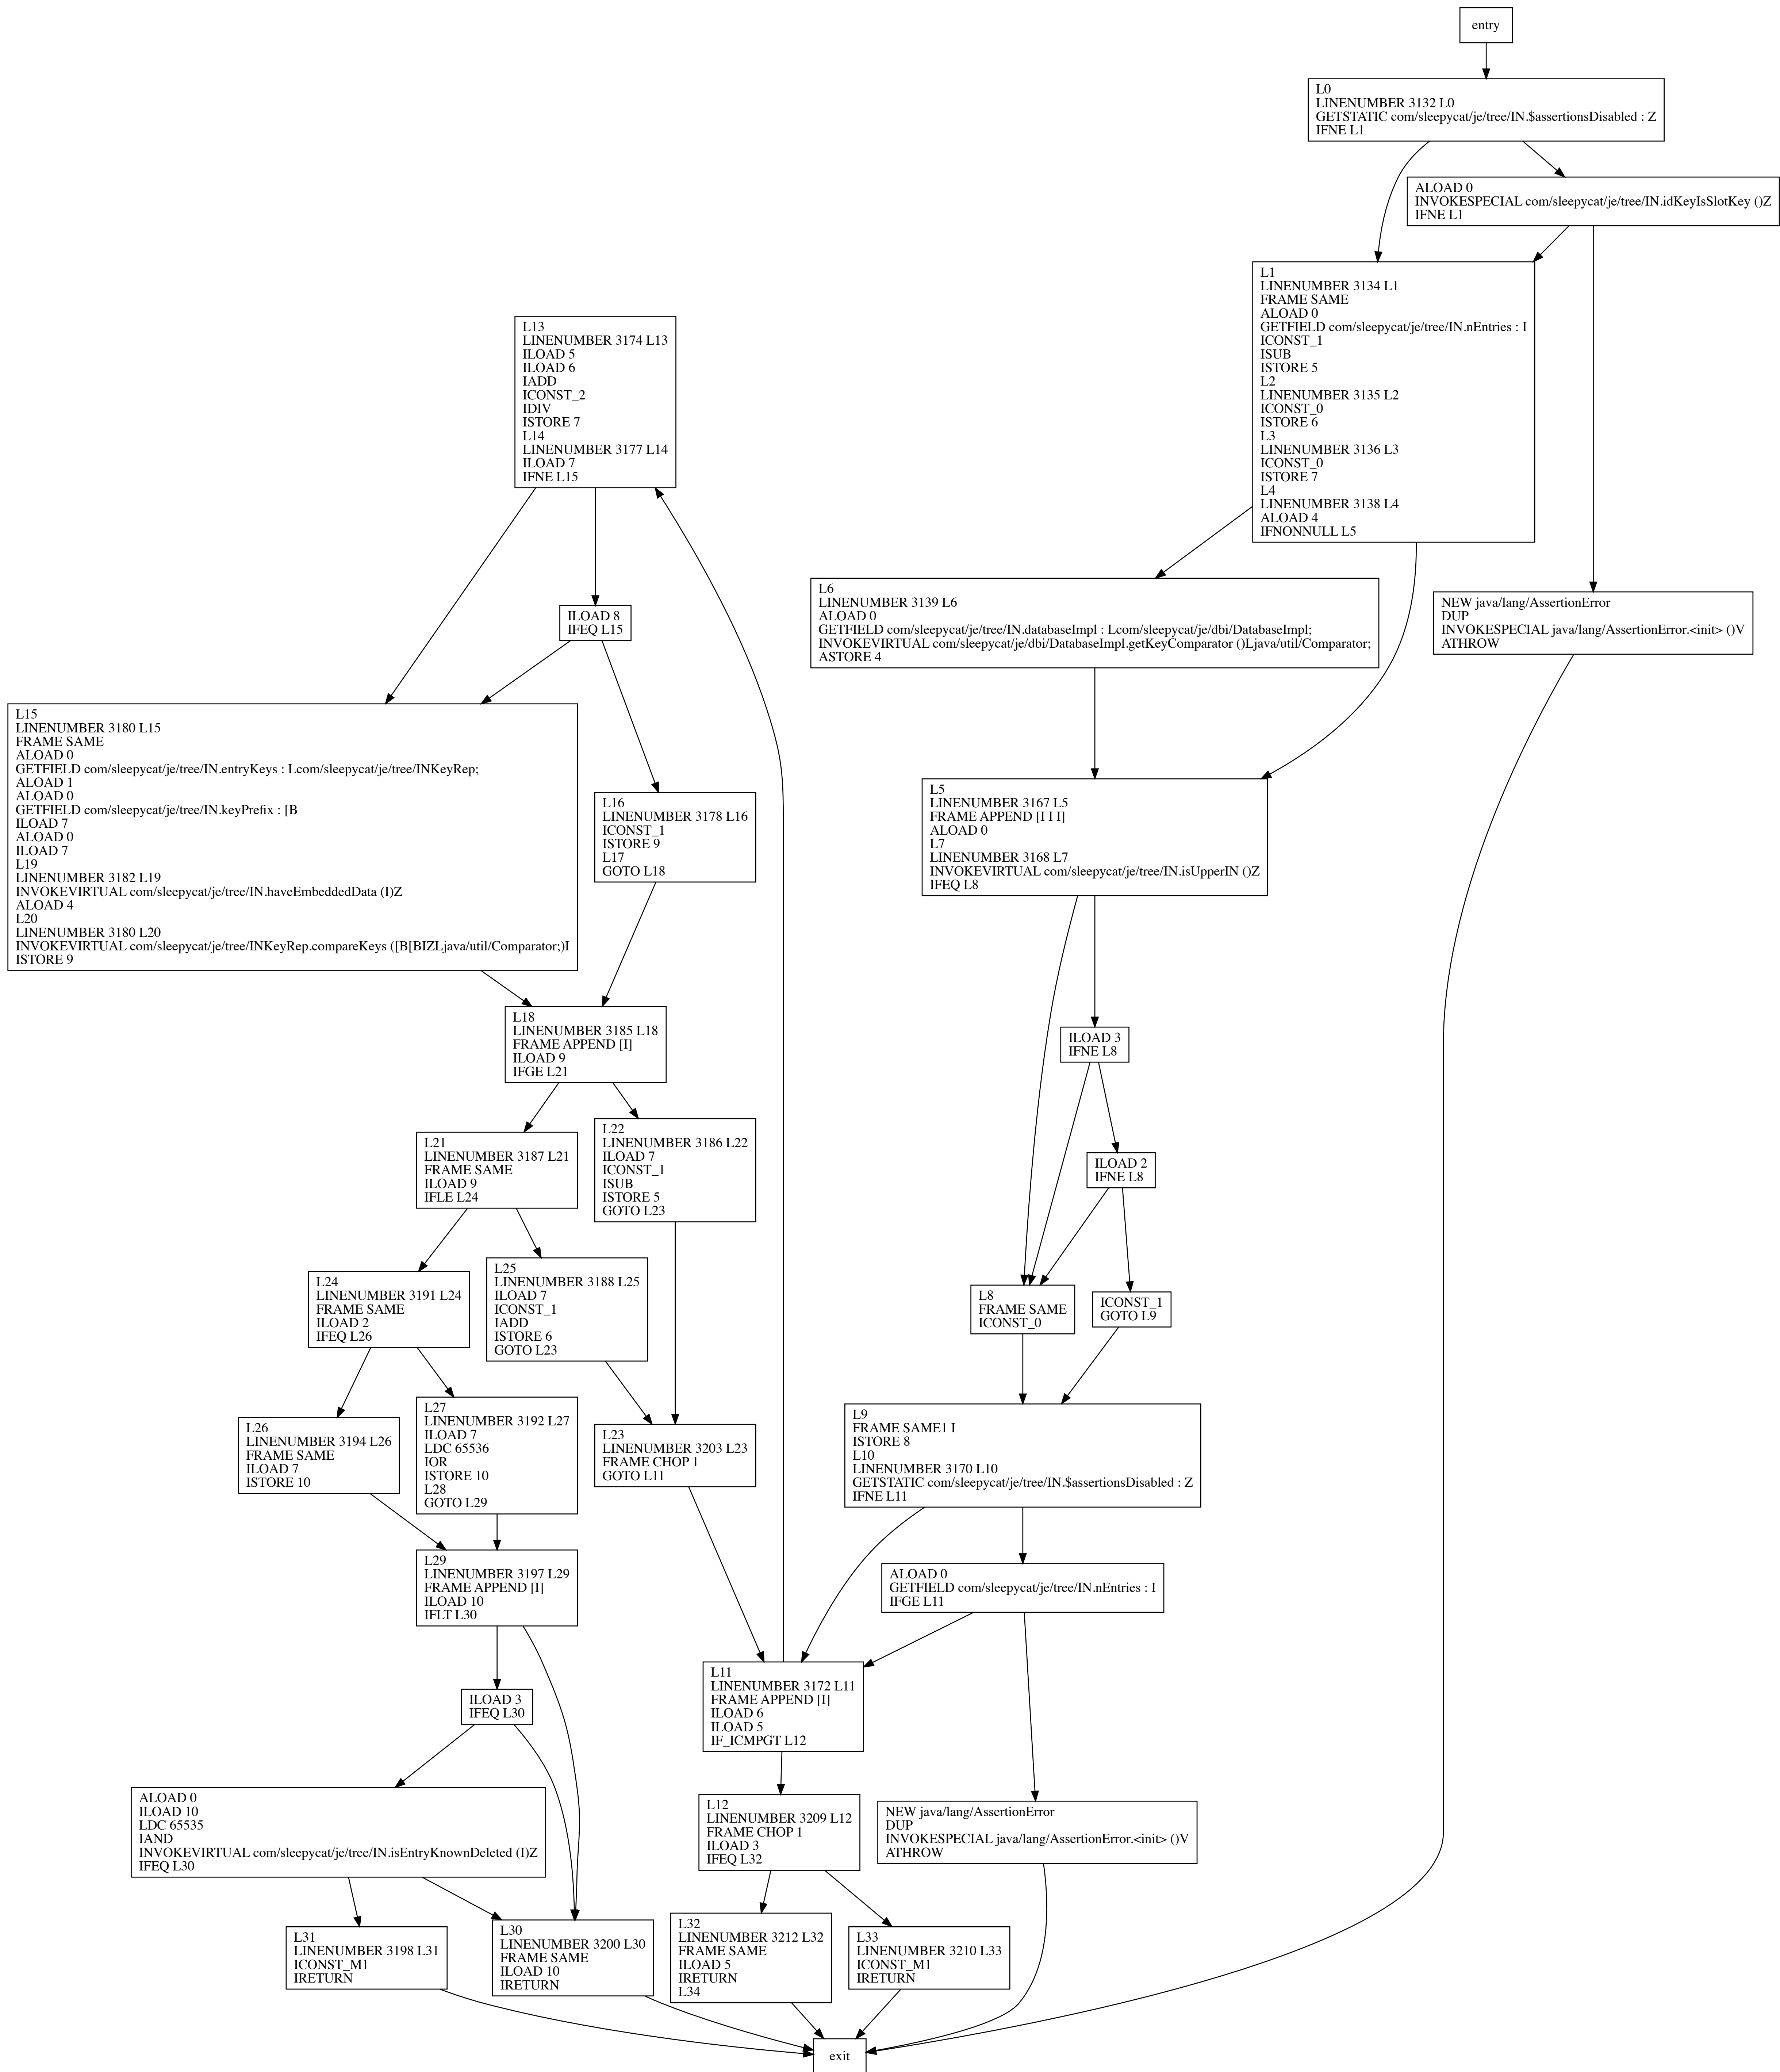 entry
L0
LINENUMBER 3132 L0
GETSTATIC com/sleepycat/je/tree/IN.$assertionsDisabled : Z
IFNE L1
ALOAD 0
INVOKESPECIAL com/sleepycat/je/tree/IN.idKeyIsSlotKey ()Z
IFNE L1
L1
LINENUMBER 3134 L1
FRAME SAME
ALOAD 0
GETFIELD com/sleepycat/je/tree/IN.nEntries : I
ICONST_1
ISUB
ISTORE 5
L2
LINENUMBER 3135 L2
ICONST_0
ISTORE 6
L3
LINENUMBER 3136 L3
ICONST_0
ISTORE 7
L4
LINENUMBER 3138 L4
ALOAD 4
IFNONNULL L5
L13
LINENUMBER 3174 L13
ILOAD 5
ILOAD 6
IADD
ICONST_2
IDIV
ISTORE 7
L14
LINENUMBER 3177 L14
ILOAD 7
IFNE L15
L6
LINENUMBER 3139 L6
ALOAD 0
GETFIELD com/sleepycat/je/tree/IN.databaseImpl : Lcom/sleepycat/je/dbi/DatabaseImpl;
INVOKEVIRTUAL com/sleepycat/je/dbi/DatabaseImpl.getKeyComparator ()Ljava/util/Comparator;
ASTORE 4
NEW java/lang/AssertionError
DUP
INVOKESPECIAL java/lang/AssertionError.<init> ()V
ATHROW
ILOAD 8
IFEQ L15
L15
LINENUMBER 3180 L15
FRAME SAME
ALOAD 0
GETFIELD com/sleepycat/je/tree/IN.entryKeys : Lcom/sleepycat/je/tree/INKeyRep;
ALOAD 1
ALOAD 0
GETFIELD com/sleepycat/je/tree/IN.keyPrefix : [B
ILOAD 7
ALOAD 0
ILOAD 7
L19
LINENUMBER 3182 L19
INVOKEVIRTUAL com/sleepycat/je/tree/IN.haveEmbeddedData (I)Z
ALOAD 4
L20
LINENUMBER 3180 L20
INVOKEVIRTUAL com/sleepycat/je/tree/INKeyRep.compareKeys ([B[BIZLjava/util/Comparator;)I
ISTORE 9
L16
LINENUMBER 3178 L16
ICONST_1
ISTORE 9
L17
GOTO L18
L5
LINENUMBER 3167 L5
FRAME APPEND [I I I]
ALOAD 0
L7
LINENUMBER 3168 L7
INVOKEVIRTUAL com/sleepycat/je/tree/IN.isUpperIN ()Z
IFEQ L8
L18
LINENUMBER 3185 L18
FRAME APPEND [I]
ILOAD 9
IFGE L21
ILOAD 3
IFNE L8
L21
LINENUMBER 3187 L21
FRAME SAME
ILOAD 9
IFLE L24
L22
LINENUMBER 3186 L22
ILOAD 7
ICONST_1
ISUB
ISTORE 5
GOTO L23
ILOAD 2
IFNE L8
L24
LINENUMBER 3191 L24
FRAME SAME
ILOAD 2
IFEQ L26
L25
LINENUMBER 3188 L25
ILOAD 7
ICONST_1
IADD
ISTORE 6
GOTO L23
L8
FRAME SAME
ICONST_0
ICONST_1
GOTO L9
L26
LINENUMBER 3194 L26
FRAME SAME
ILOAD 7
ISTORE 10
L27
LINENUMBER 3192 L27
ILOAD 7
LDC 65536
IOR
ISTORE 10
L28
GOTO L29
L23
LINENUMBER 3203 L23
FRAME CHOP 1
GOTO L11
L9
FRAME SAME1 I
ISTORE 8
L10
LINENUMBER 3170 L10
GETSTATIC com/sleepycat/je/tree/IN.$assertionsDisabled : Z
IFNE L11
L29
LINENUMBER 3197 L29
FRAME APPEND [I]
ILOAD 10
IFLT L30
ALOAD 0
GETFIELD com/sleepycat/je/tree/IN.nEntries : I
IFGE L11
ILOAD 3
IFEQ L30
L11
LINENUMBER 3172 L11
FRAME APPEND [I]
ILOAD 6
ILOAD 5
IF_ICMPGT L12
ALOAD 0
ILOAD 10
LDC 65535
IAND
INVOKEVIRTUAL com/sleepycat/je/tree/IN.isEntryKnownDeleted (I)Z
IFEQ L30
L12
LINENUMBER 3209 L12
FRAME CHOP 1
ILOAD 3
IFEQ L32
NEW java/lang/AssertionError
DUP
INVOKESPECIAL java/lang/AssertionError.<init> ()V
ATHROW
L31
LINENUMBER 3198 L31
ICONST_M1
IRETURN
L30
LINENUMBER 3200 L30
FRAME SAME
ILOAD 10
IRETURN
L32
LINENUMBER 3212 L32
FRAME SAME
ILOAD 5
IRETURN
L34
L33
LINENUMBER 3210 L33
ICONST_M1
IRETURN
exit